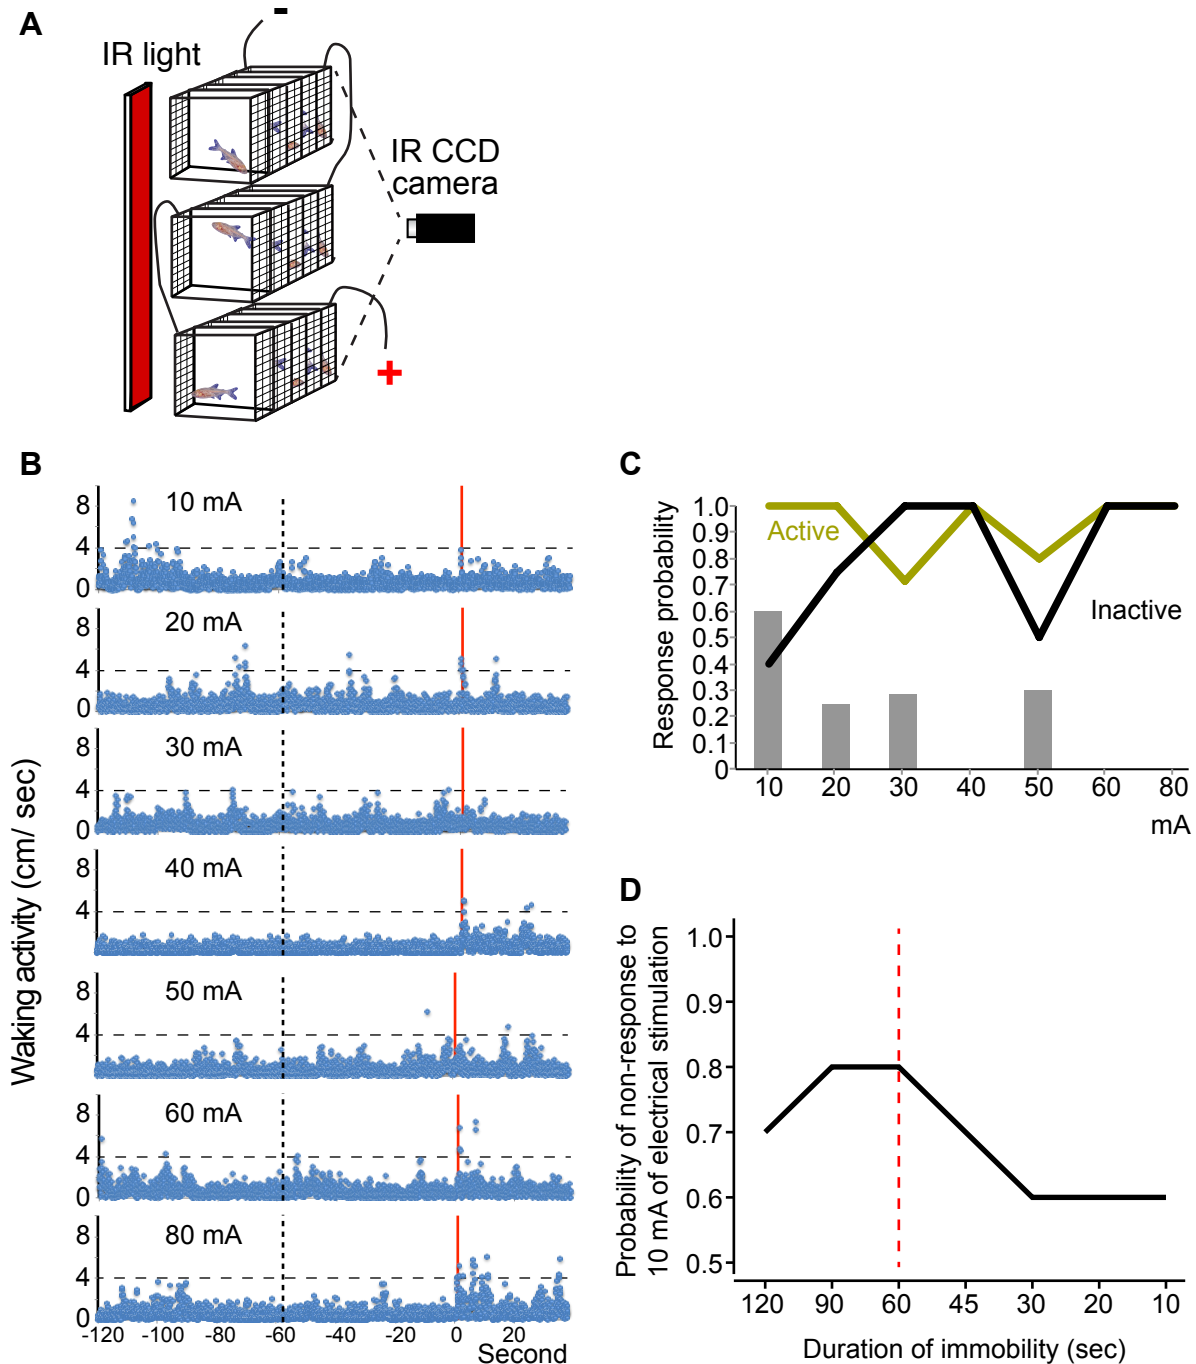 A
-
IR light
IR CCD
camera
+
B
Waking activity (cm/ sec)
10 mA
8
4
0
20 mA
8
4
0
30 mA
8
4
0
40 mA
8
4
50 mA
8
4
60 mA
8
4
0
80 mA
8
4
0
-120 -100 -80 -60 -40 -20 0 20
Second
C
Response probability
1.0
0.9
0.8
0.7
0.6
0.5
0.4
0.3
0.2
0.1
0
Active
Inactive
10 20 30 40 50 60 80
mA
D
Probability of non-response to
10 mA of electrical stimulation
1.0
0.9
0.8
0.7
0.6
0.5
120 90 60 45 30 20 10
Duration of immobility (sec)